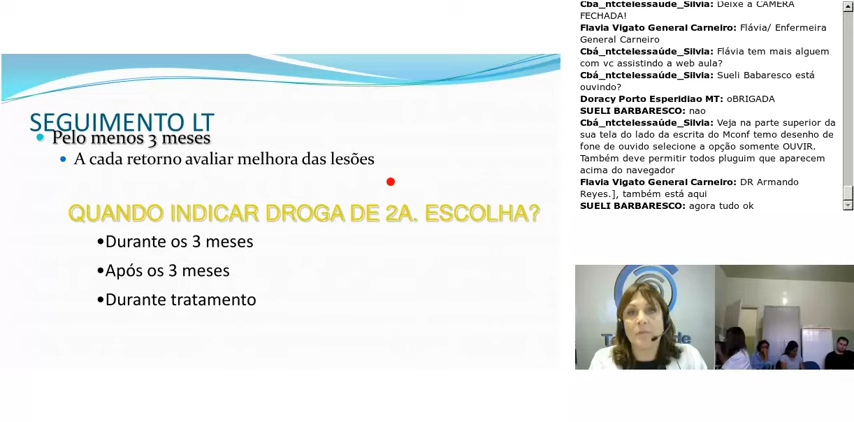 SEGUIMENTO LT
Pelo menos 3 meses
A cada retorno avaliar melhora das lesões
QUANDO INDICAR DROGA DE 2A. ESCOLHA?
•Durante os 3 meses
•Após os 3 meses
•Durante tratamento
Cbá_ntctelessaúde_Silvia: Deixe a CAMERA
FECHADA!
Flavia Vigato General Carneiro: Flávia/ Enfermeira
General Carneiro
Cbá_ntctelessaúde_Silvia: Flávia tem mais alguem
com vc assistindo a web aula?
Cbá_ntctelessaúde_Silvia: Sueli Babaresco está
ouvindo?
Doracy Porto Esperidiao MT: oBRIGADA
SUELI BARBARESCO: nao
Cbá_ntctelessaúde_Silvia: Veja na parte superior da
sua tela do lado da escrita do Mconf temo desenho de
fone de ouvido selecione a opção somente OUVIR.
Também deve permitir todos pluguim que aparecem
acima do navegador
Flavia Vigato General Carneiro: DR Armando
Reyes.], também está aqui
SUELI BARBARESCO: agora tudo ok